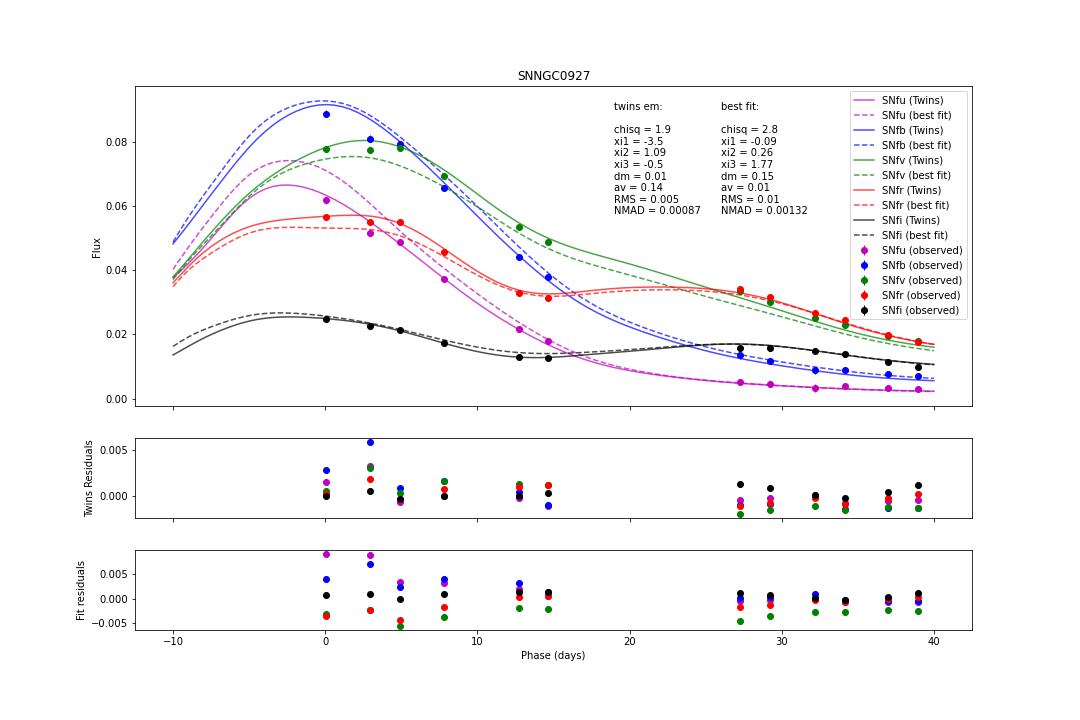 SNNGC0927
Flux
0.08
0.06
0.04
0.02
0.00
−10
0
10
20
30
40
twins em:
chisq = 1.9
xi1 = -3.5
xi2 = 1.09
xi3 = -0.5
dm = 0.01
av = 0.14
RMS = 0.005
NMAD = 0.00087
best fit:
chisq = 2.8
xi1 = -0.09
xi2 = 0.26
xi3 = 1.77
dm = 0.15
av = 0.01
RMS = 0.01
NMAD = 0.00132
SNfu (Twins)
SNfu (best fit)
SNfb (Twins)
SNfb (best fit)
SNfv (Twins)
SNfv (best fit)
SNfr (Twins)
SNfr (best fit)
SNfi (Twins)
SNfi (best fit)
SNfu (observed)
SNfb (observed)
SNfv (observed)
SNfr (observed)
SNfi (observed)
Twins Residuals
0.005
0.000
Fit residuals
0.005
0.000
−0.005
−10
0
10
20
30
40
Phase (days)